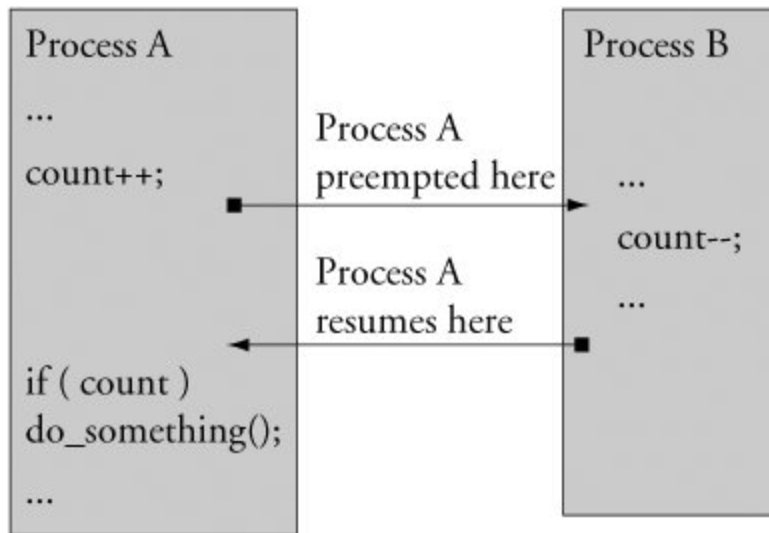 Process A
...
count++;
Process A
preempted here
Process A
resumes here
if ( count )
do_something();
...
Process B
...
count--;
...